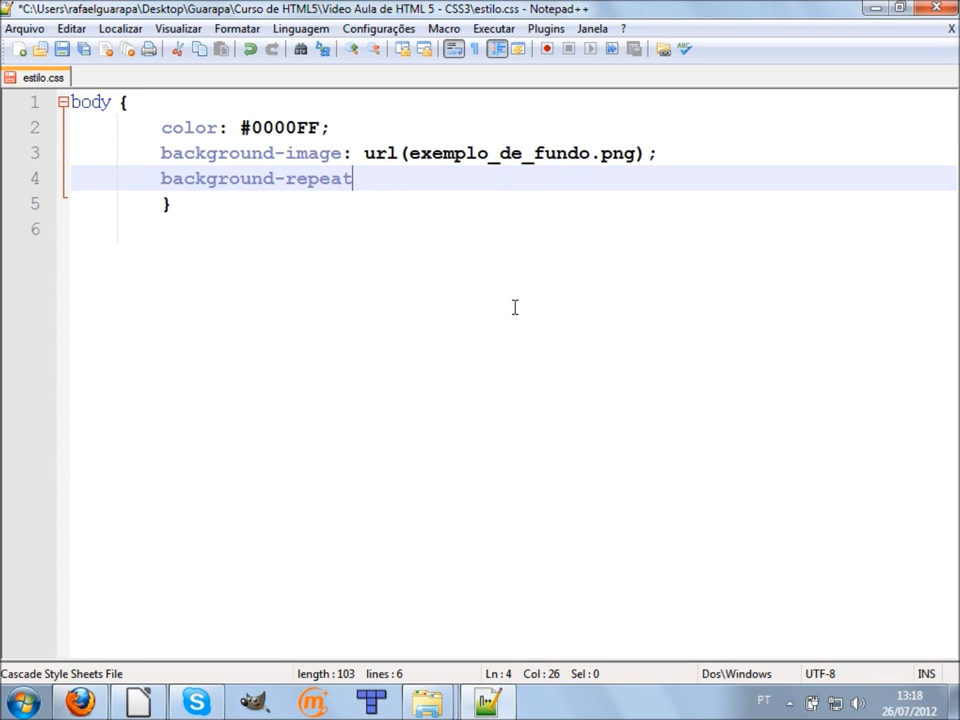 *C:\Users\rafaelguarapa\Desktop\Guarapa\Curso de HTML5\Video Aula de HTML 5 - CSS3\estilo.css - Notepad++
Arquivo Editar Localizar Visualizar Formatar Linguagem Configurações Macro Executar Plugins Janela ? X
estilo.css
1 body {
2 color: #0000FF;
3 background-image: url(exemplo_de_fundo.png);
4 background-repeat
5 }
6
Cascade Style Sheets File length : 103 lines : 6 Ln : 4 Col : 26 Sel : 0 Dos\Windows UTF-8 INS
PT 13:18
26/07/2012